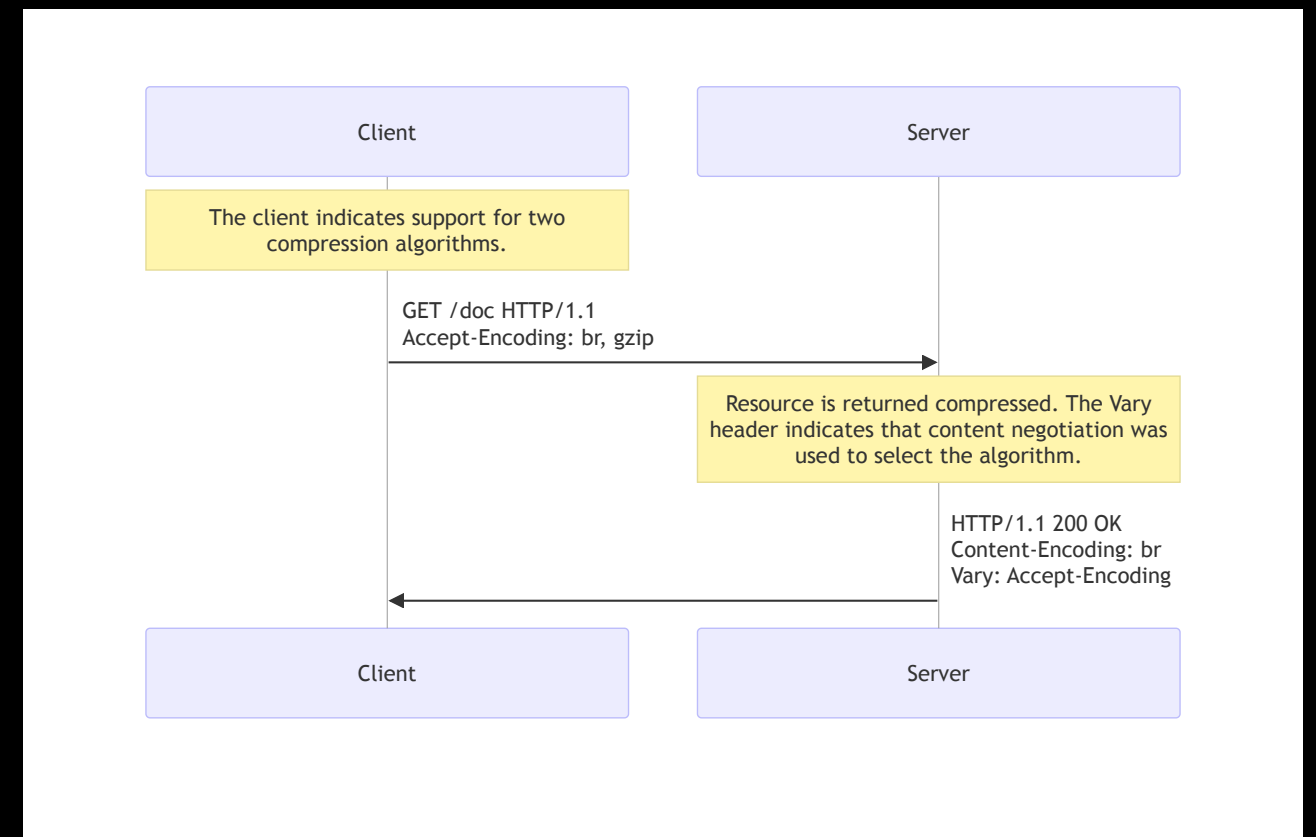 Client
Server
The client indicates support for two
compression algorithms.
GET /doc HTTP/1.1
Accept-Encoding: br, gzip
Resource is returned compressed. The Vary
header indicates that content negotiation was
used to select the algorithm.
HTTP/1.1 200 OK
Content-Encoding: br
Vary: Accept-Encoding
Client
Server